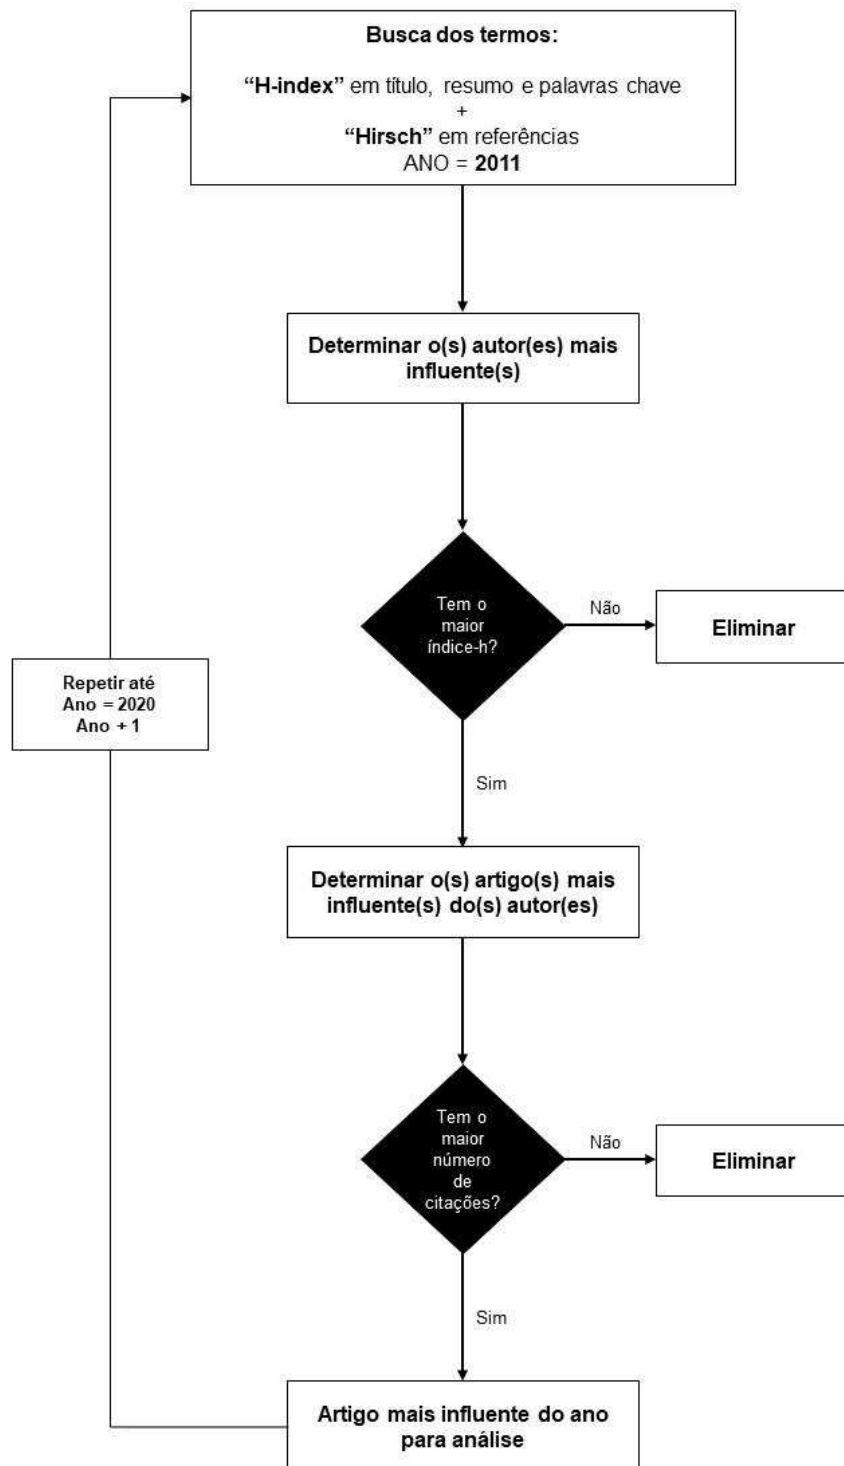 Busca dos termos:
“H-index” em título, resumo e palavras chave
+
“Hirsch” em referências
ANO = 2011
Determinar o(s) autor(es) mais
influente(s)
Tem o
maior
índice-h?
Não
Eliminar
Repetir até
Ano = 2020
Ano + 1
Sim
Determinar o(s) artigo(s) mais
influente(s) do(s) autor(es)
Tem o
maior
número
de
citações?
Não
Eliminar
Sim
Artigo mais influente do ano
para análise